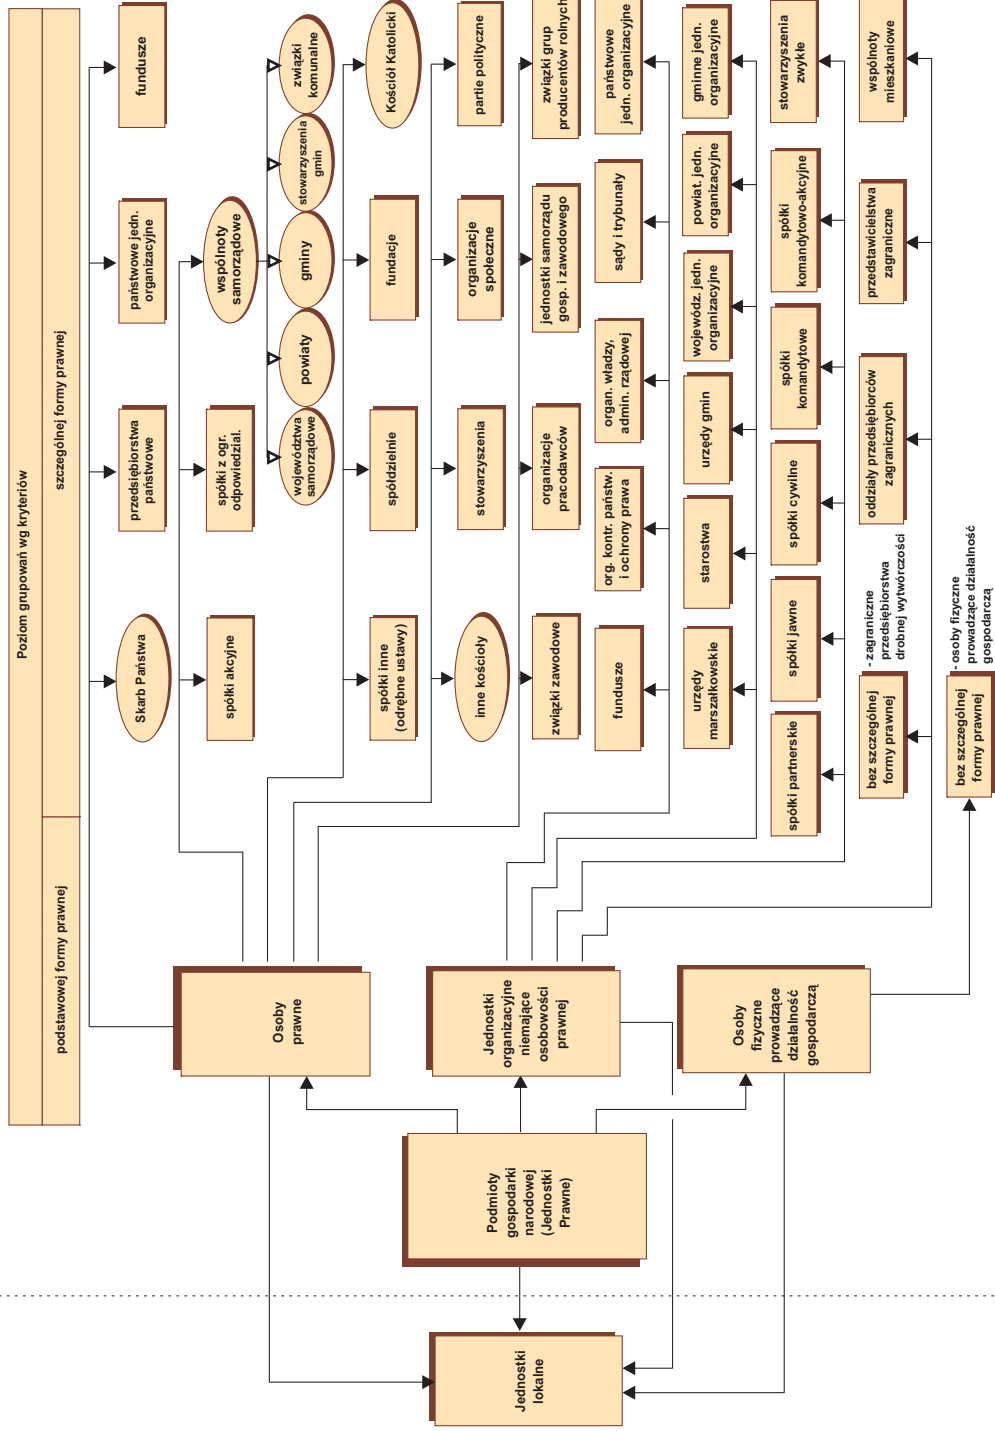 Poziom grupowań wg kryteriów
podstawowej formy prawnej
szczególnej formy prawnej
Jednostki
lokalne
Podmioty
gospodarki
narodowej
(Jednostki
Prawne)
Osoby
prawne
Jednostki
organizacyjne
niemające
osobowości
prawnej
Osoby
fizyczne
prowadzące
działalność
gospodarczą
Skarb Państwa
przedsiębiorstwa
państwowe
państwowe jedn.
organizacyjne
fundusze
spółki akcyjne
spółki z ogr.
odpowiedzial.
wspólnoty
samorządowe
województwa
samorządowe
powiaty
gminy
stowarzyszenia
gmin
związki
komunalne
spółki inne
(odrębne ustawy)
spółdzielnie
fundacje
Kościół Katolicki
inne kościoły
stowarzyszenia
organizacje
społeczne
partie polityczne
związki zawodowe
organizacje
pracodawców
jednostki samorządu
gosp. i zawodowego
związki grup
producentów rolnych
fundusze
org. kontr. państw.
i ochrony prawa
organ. władzy,
admin. rządowej
sądy i trybunały
państwowe
jedn. organizacyjne
urzędy
marszałkowskie
starostwa
urzędy gmin
wojewódz. jedn.
organizacyjne
powiat. jedn.
organizacyjne
gminne jedn.
organizacyjne
spółki partnerskie
spółki jawne
spółki cywilne
spółki
komandytowe
spółki
komandytowo-akcyjne
stowarzyszenia
zwykłe
bez szczególnej
formy prawnej
- zagraniczne
przedsiębiorstwa
drobnej wytwórczości
oddziały przedsiębiorców
zagranicznych
przedstawicielstwa
zagraniczne
wspólnoty
mieszkaniowe
bez szczególnej
formy prawnej
- osoby fizyczne
prowadzące działalność
gospodarczą